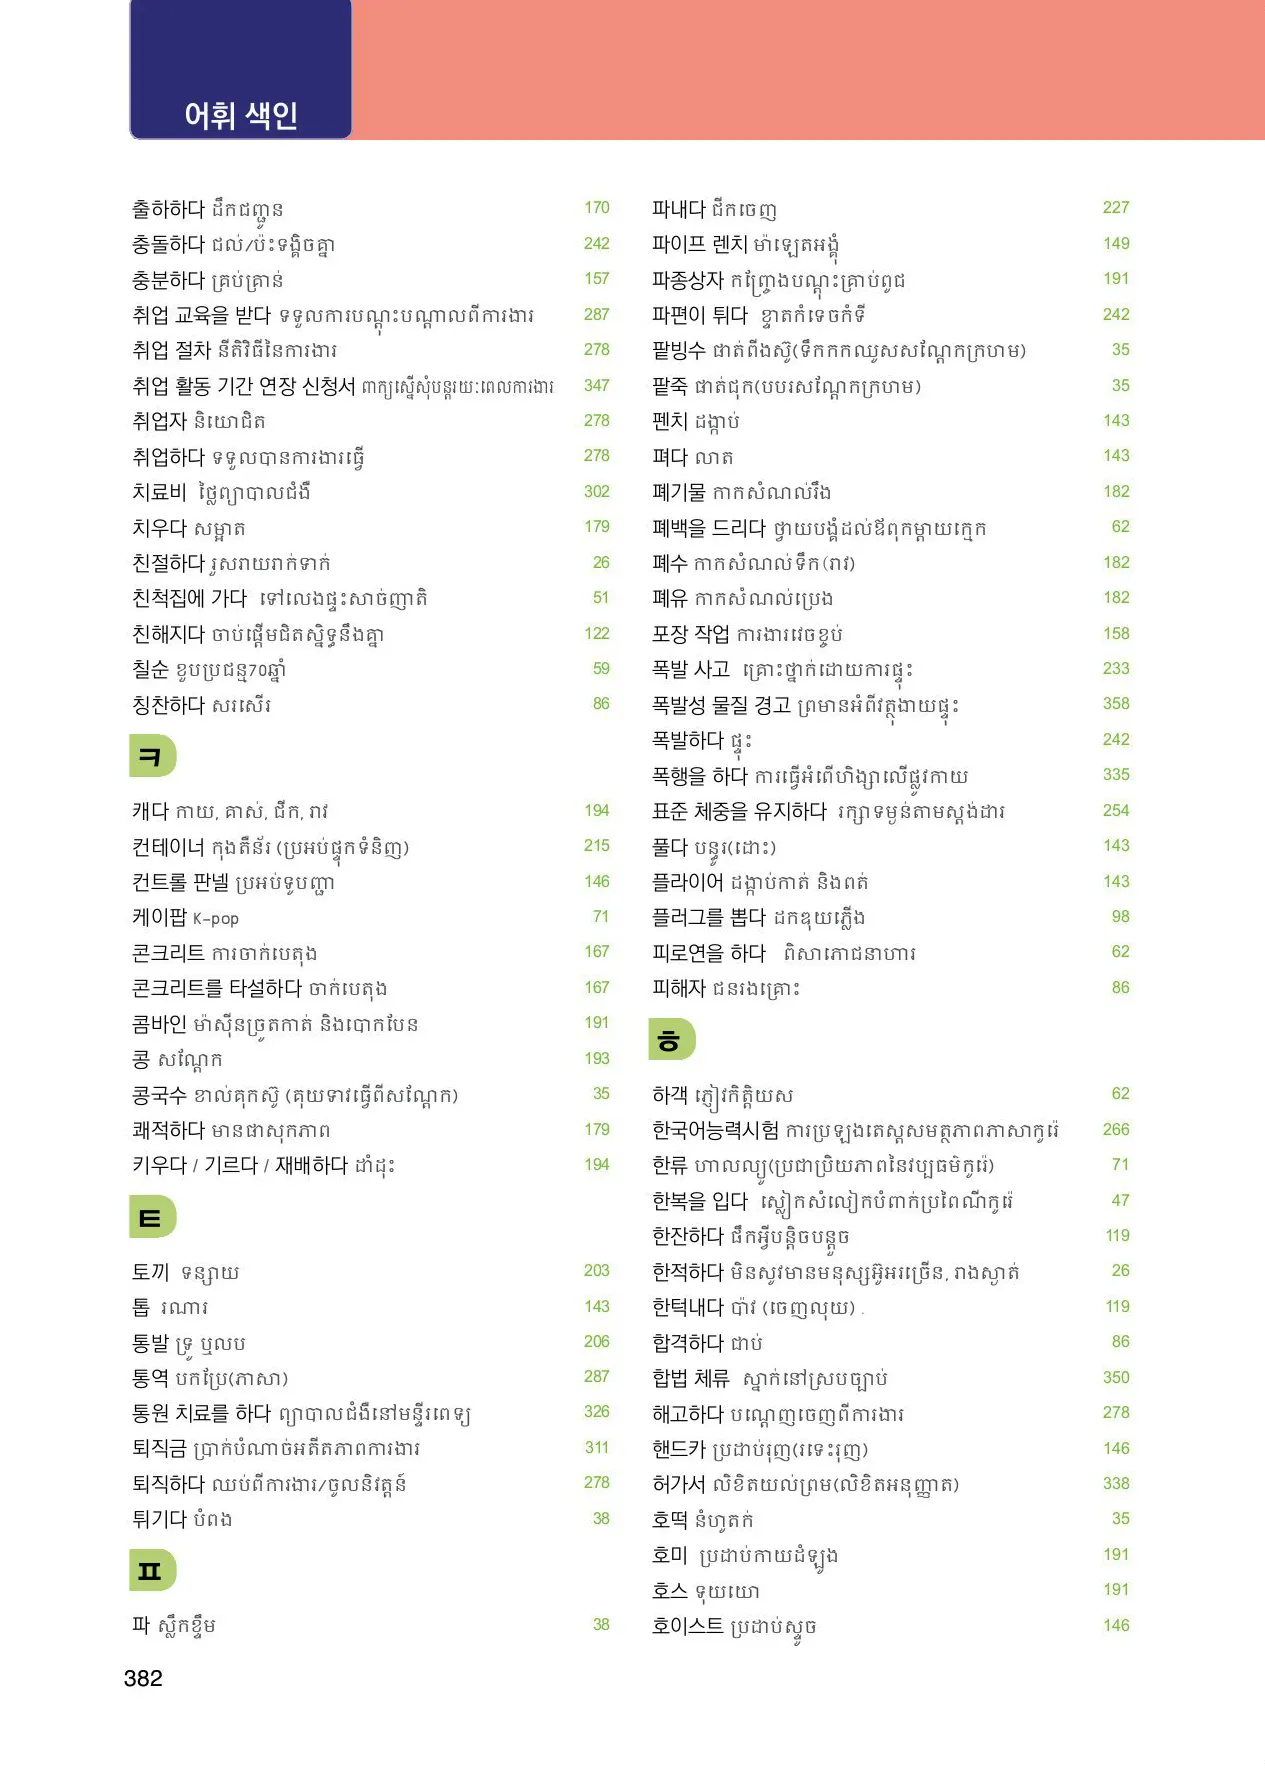 어휘 색인
출하하다 ដឹកជញ្ជូន 170
충돌하다 ជល់/ប៉ះទង្គិចគ្នា 242
충분하다 គ្រប់គ្រាន់ 157
취업 교육을 받다 ទទួលការបណ្ដុះបណ្ដាលពីការងារ 287
취업 절차 នីតិវិធីនៃការងារ 278
취업 활동 기간 연장 신청서 ពាក្យស្នើសុំបន្តរយៈពេលការងារ 347
취업자 និយោជិត 278
취업하다 ទទួលបានការងារធ្វើ 278
치료비 ថ្លៃព្យាបាលជំងឺ 302
치우다 សម្អាត 179
친절하다 រួសរាយរាក់ទាក់ 26
친척집에 가다 ទៅលេងផ្ទះសាច់ញាតិ 51
친해지다 ចាប់ផ្ដើមជិតស្និទ្ធនឹងគ្នា 122
칠순 ខួបប្រជន្ម70ឆ្នាំ 59
칭찬하다 សរសើរ 86
ㅋ
캐다 កាយ, គាស់, ជីក, រាវ 194
컨테이너 កុងតឺន័រ (ប្រអប់ផ្ទុកទំនិញ) 215
컨트롤 판넬 ប្រអប់ទូបញ្ជា 146
케이팝 K-pop 71
콘크리트 ការចាក់បេតុង 167
콘크리트를 타설하다 ចាក់បេតុង 167
콤바인 ម៉ាស៊ីនច្រូតកាត់ និងបោកបែន 191
콩 សណ្ដែក 193
콩국수 ខាល់គុកស៊ូ (គុយទាវធ្វើពីសណ្ដែក) 35
쾌적하다 មានផាសុកភាព 179
키우다 / 기르다 / 재배하다 ដាំដុះ 194
ㅌ
토끼 ទន្សាយ 203
톱 រណារ 143
통발 ទ្រូ ឬលប 206
통역 បកប្រែ(ភាសា) 287
통원 치료를 하다 ព្យាបាលជំងឺនៅមន្ទីរពេទ្យ 326
퇴직금 ប្រាក់បំណាច់អតីតភាពការងារ 311
퇴직하다 ឈប់ពីការងារ/ចូលនិវត្តន៍ 278
튀기다 បំពង 38
ㅍ
파 ស្លឹកខ្ទឹម 38
파내다 ជីកចេញ 227
파이프 렌치 ម៉ាឡេតអង្គុំ 149
파종상자 កញ្ច្រែងបណ្ដុះគ្រាប់ពូជ 191
파편이 튀다 ខ្ទាតកំទេចកំទី 242
팥빙수 ផាត់ពីងស៊ូ(ទឹកកកឈូសសណ្ដែកក្រហម) 35
팥죽 ផាត់ជុក(បបរសណ្ដែកក្រហម) 35
펜치 ដង្កាប់ 143
펴다 លាត 143
폐기물 កាកសំណល់រឹង 182
폐백을 드리다 ថ្វាយបង្គំដល់ឪពុកម្ដាយក្មេក 62
폐수 កាកសំណល់ទឹក(រាវ) 182
폐유 កាកសំណល់ប្រេង 182
포장 작업 ការងារវេចខ្ចប់ 158
폭발 사고 គ្រោះថ្នាក់ដោយការផ្ទុះ 233
폭발성 물질 경고 ព្រមានអំពីវត្ថុងាយផ្ទុះ 358
폭발하다 ផ្ទុះ 242
폭행을 하다 ការធ្វើអំពើហិង្សាលើផ្លូវកាយ 335
표준 체중을 유지하다 រក្សាទម្ងន់តាមស្ដង់ដារ 254
풀다 បន្ធូរ(ដោះ) 143
플라이어 ដង្កាប់កាត់ និងពត់ 143
플러그를 뽑다 ដកឌុយភ្លើង 98
피로연을 하다 ពិសាភោជនាហារ 62
피해자 ជនរងគ្រោះ 86
ㅎ
하객 ភ្ញៀវកិត្តិយស 62
한국어능력시험 ការប្រឡងតេស្តសមត្ថភាពភាសាកូរ៉េ 266
한류 ហាលល្យូ(ប្រជាប្រិយភាពនៃវប្បធម៌កូរ៉េ) 71
한복을 입다 ស្លៀកសំលៀកបំពាក់ប្រពៃណីកូរ៉េ 47
한잔하다 ផឹកអ្វីបន្តិចបន្តួច 119
한적하다 មិនសូវមានមនុស្សអ៊ូអរច្រើន, រាងស្ងាត់ 26
한턱내다 ប៉ាវ (ចេញលុយ) . 119
합격하다 ជាប់ 86
합법 체류 ស្នាក់នៅស្របច្បាប់ 350
해고하다 បណ្ដេញចេញពីការងារ 278
핸드카 ប្រដាប់រុញ(រទេះរុញ) 146
허가서 លិខិតយល់ព្រម(លិខិតអនុញ្ញាត) 338
호떡 នំហូតក់ 35
호미 ប្រដាប់កាយដំឡូង 191
호스 ទុយយោ 191
호이스트 ប្រដាប់ស្ទូច 146
382